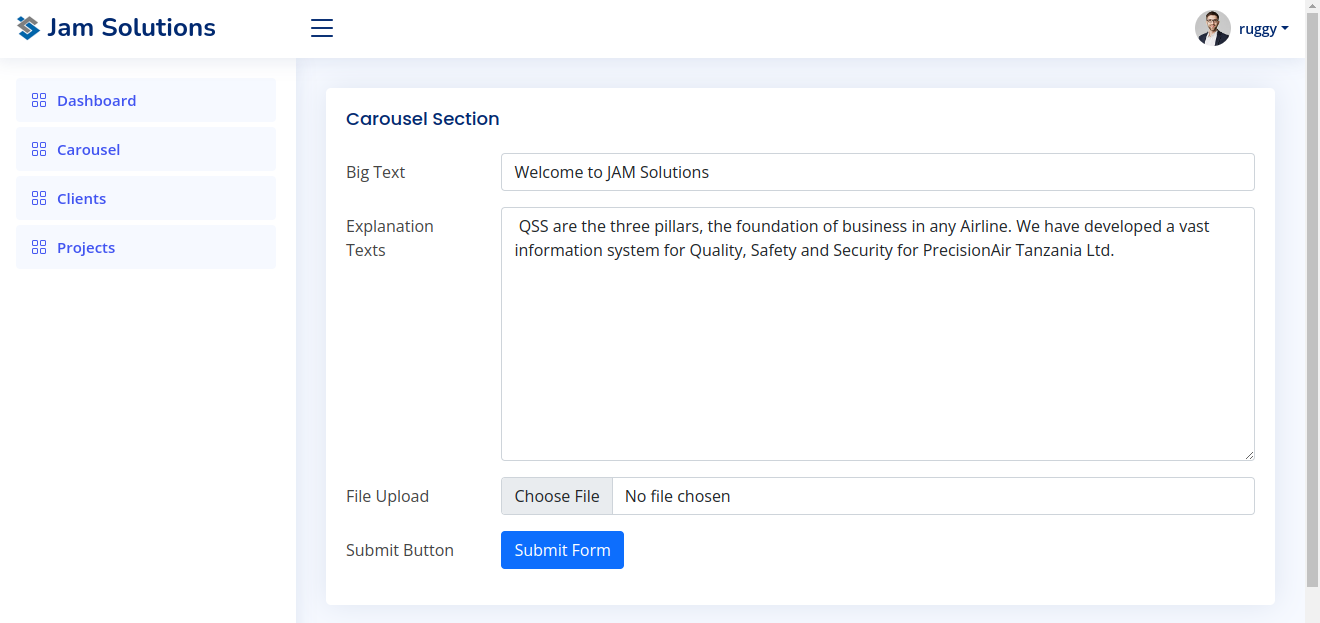 Jam Solutions
ruggy
Dashboard
Carousel
Clients
Projects
Carousel Section
Big Text
Welcome to JAM Solutions
Explanation
Texts
QSS are the three pillars, the foundation of business in any Airline. We have developed a vast
information system for Quality, Safety and Security for PrecisionAir Tanzania Ltd.
File Upload
Choose File
No file chosen
Submit Button
Submit Form